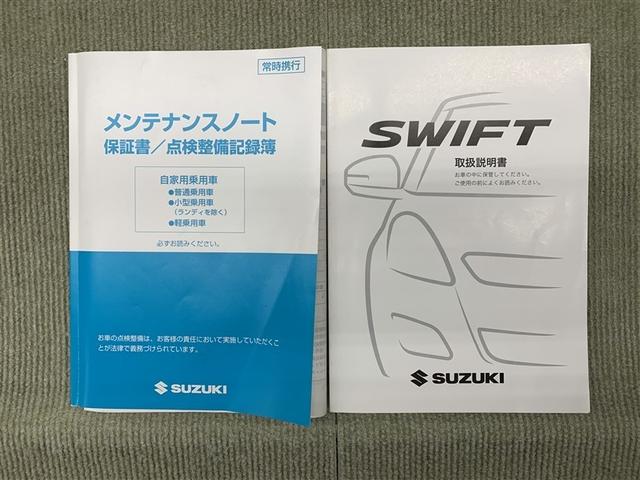 常時携行
メンテナンスノート
保証書／点検整備記録簿
自家用乗用車
●普通乗用車
●小型乗用車
（ランディを除く）
●軽乗用車
必ずお読みください。
お車の点検整備は、お客様の責任において実施していただくこ
とが法律で義務づけられています。
SUZUKI
SWIFT
取扱説明書
お車の中に保管してください。
ご使用の前によくお読みください。
SUZUKI